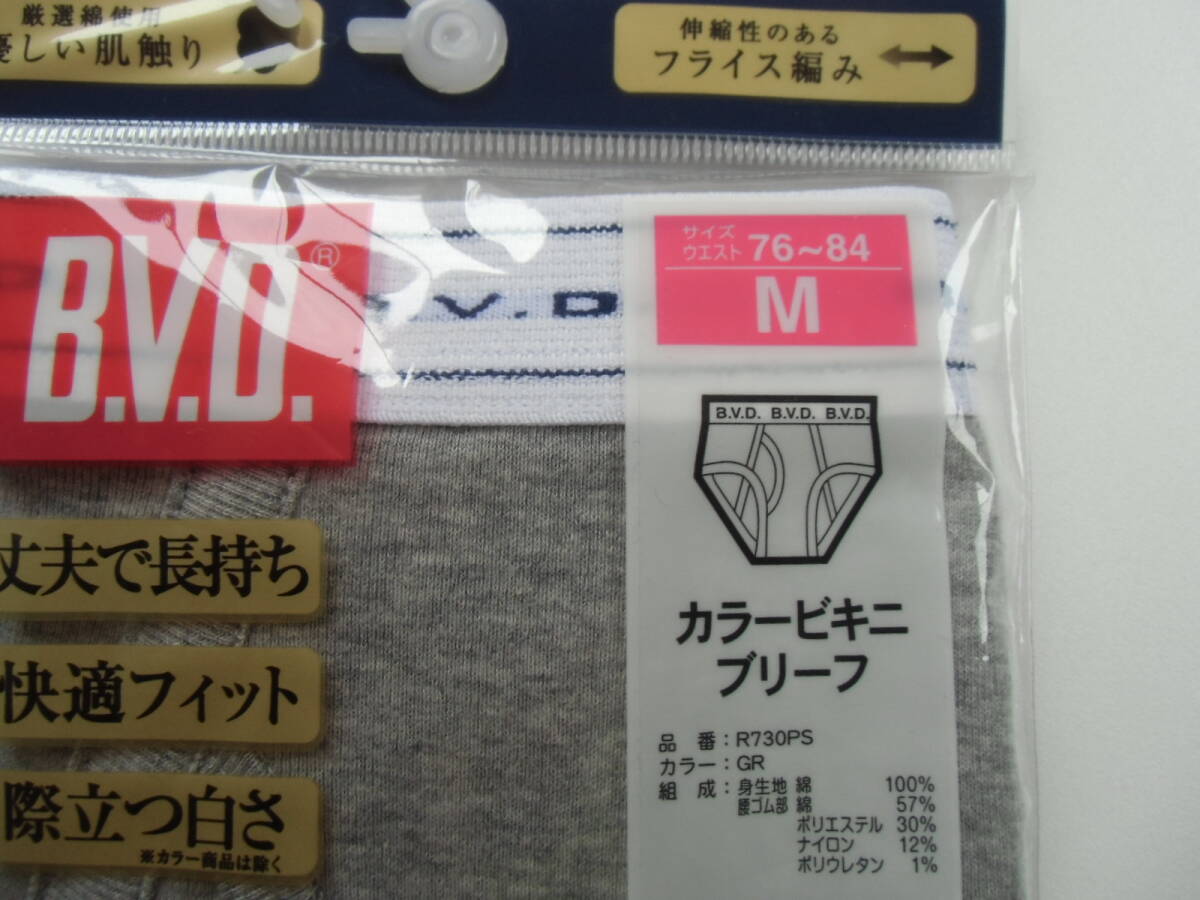 厳選綿使用
優しい肌触り
伸縮性のある
フライス編み
B.V.D.®
V.D
サイズ
ウエスト 76〜84
M
B.V.D. B.V.D. B.V.D.
カラービキニ
ブリーフ
品 番:R730PS
カラー:GR
組 成:身生地 綿 100%
腰ゴム部 綿 57%
ポリエステル 30%
ナイロン 12%
ポリウレタン 1%
丈夫で長持ち
快適フィット
際立つ白さ
※カラー商品は除く